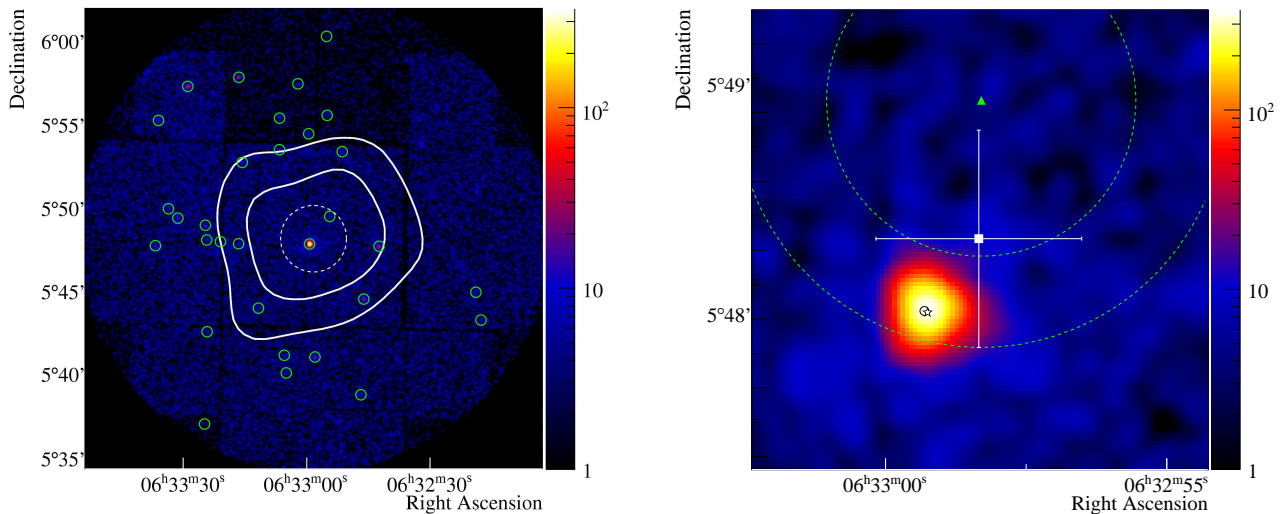 Declination
6°00’
5°55’
5°50’
5°45’
5°40’
5°35’
06ʰ33ᵐ30ˢ
06ʰ33ᵐ00ˢ
06ʰ32ᵐ30ˢ
Right Ascension
10²
10
1
Declination
5°49’
5°48’
06ʰ33ᵐ00ˢ
06ʰ32ᵐ55ˢ
Right Ascension
10²
10
1